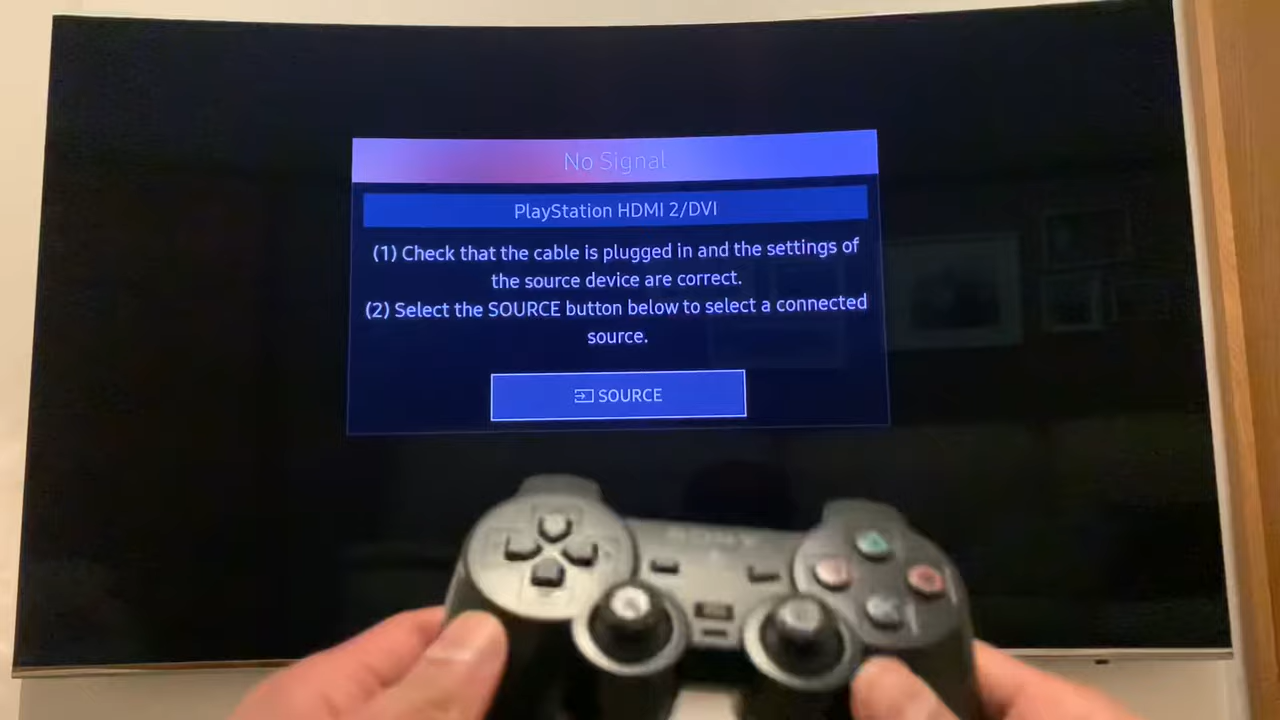 No Signal
PlayStation HDMI 2/DVI
(1) Check that the cable is plugged in and the settings of
the source device are correct.
(2) Select the SOURCE button below to select a connected
source.
SOURCE
SONY